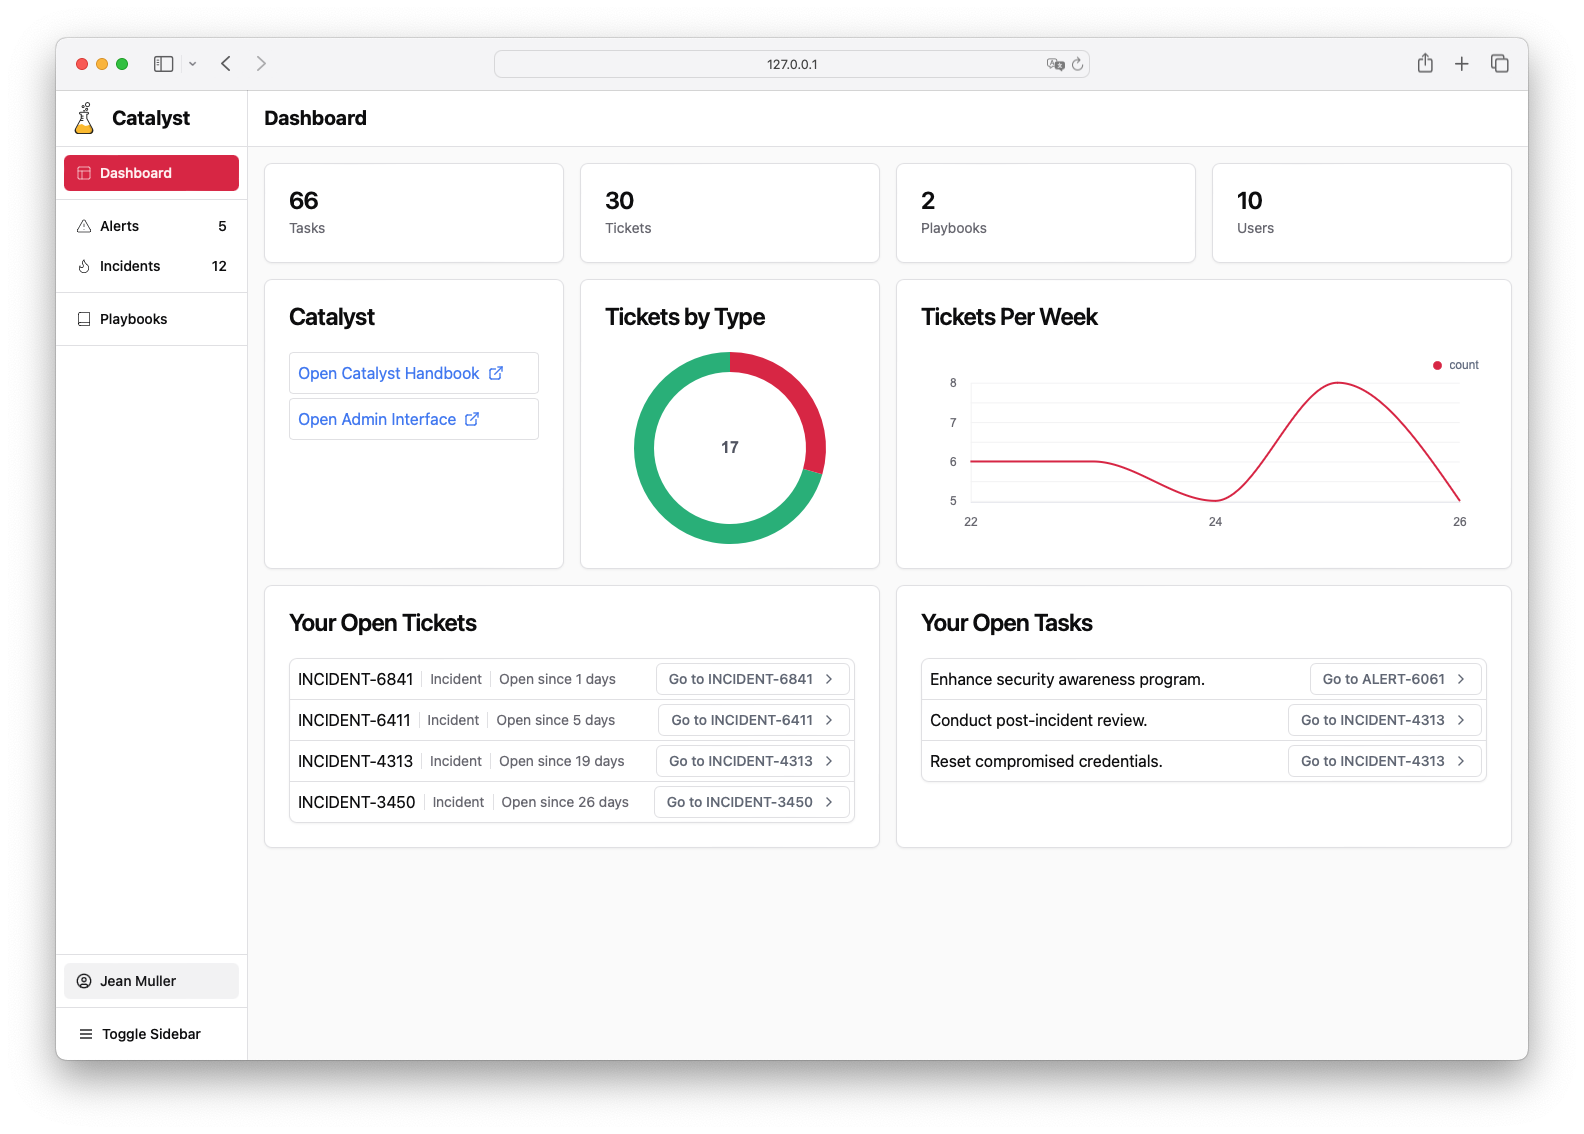 127.0.0.1
Catalyst
Dashboard
Dashboard
Alerts 5
Incidents 12
Playbooks
Jean Muller
Toggle Sidebar
66
Tasks
30
Tickets
2
Playbooks
10
Users
Catalyst
Open Catalyst Handbook
Open Admin Interface
Tickets by Type
17
Tickets Per Week
count
8
7
6
5
22 24 26
Your Open Tickets
INCIDENT-6841 Incident Open since 1 days Go to INCIDENT-6841
INCIDENT-6411 Incident Open since 5 days Go to INCIDENT-6411
INCIDENT-4313 Incident Open since 19 days Go to INCIDENT-4313
INCIDENT-3450 Incident Open since 26 days Go to INCIDENT-3450
Your Open Tasks
Enhance security awareness program. Go to ALERT-6061
Conduct post-incident review. Go to INCIDENT-4313
Reset compromised credentials. Go to INCIDENT-4313